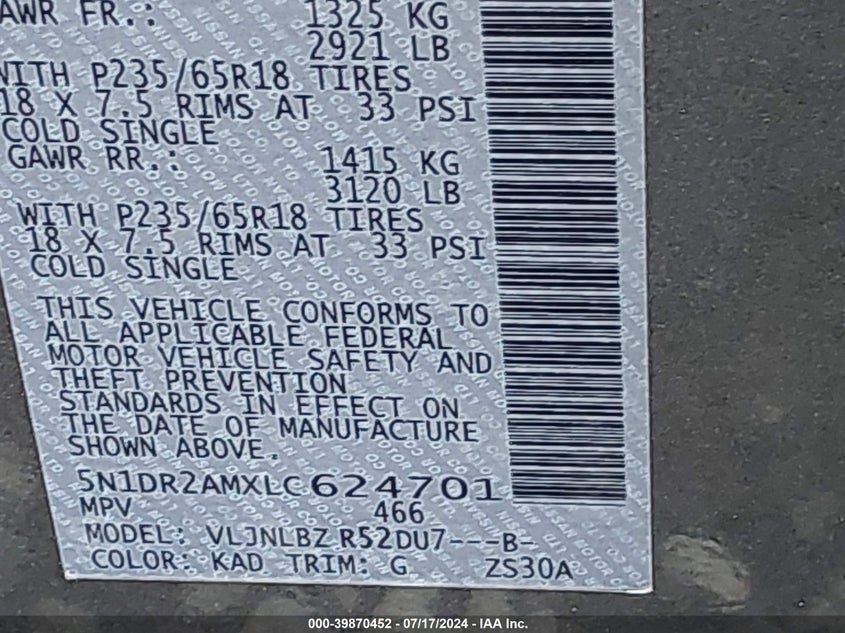 GAWR FR.: 1325 KG
2921 LB
WITH P235/65R18 TIRES
18 X 7.5 RIMS AT 33 PSI
COLD SINGLE
GAWR RR.: 1415 KG
3120 LB
WITH P235/65R18 TIRES
18 X 7.5 RIMS AT 33 PSI
COLD SINGLE
THIS VEHICLE CONFORMS TO
ALL APPLICABLE FEDERAL
MOTOR VEHICLE SAFETY AND
THEFT PREVENTION
STANDARDS IN EFFECT ON
THE DATE OF MANUFACTURE
SHOWN ABOVE.
5N1DR2AMXLC624701
MPV 466
MODEL: VLJNLBZ R52DU7---B-
COLOR: KAD TRIM: G ZS30A
000-39870452 - 07/17/2024 - IAA Inc.